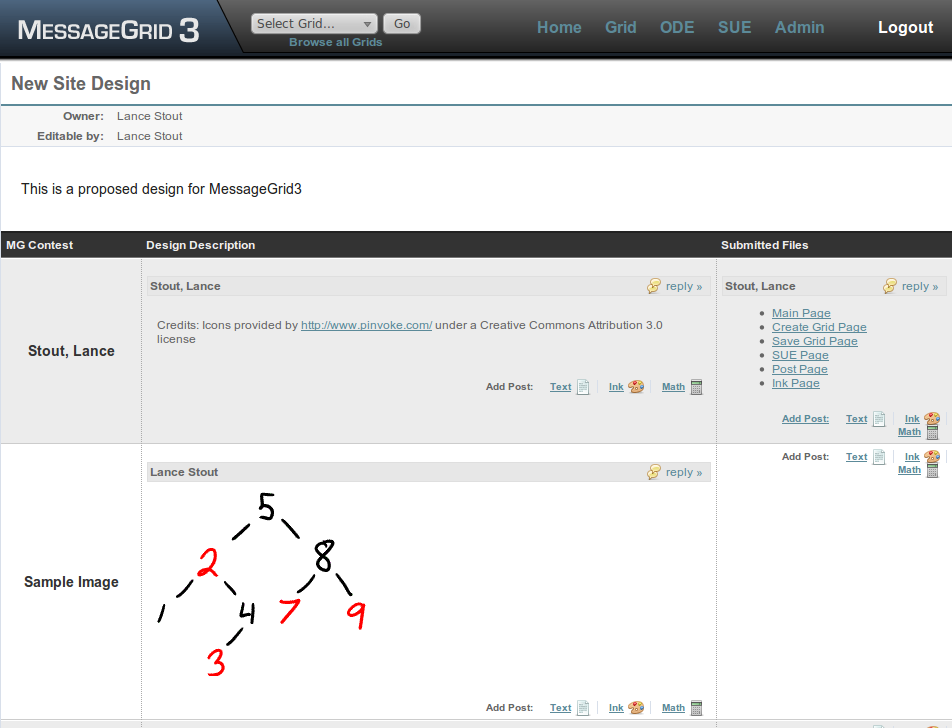 MessageGrid 3
Select Grid... Go
Browse all Grids
Home Grid ODE SUE Admin Logout
New Site Design
Owner: Lance Stout
Editable by: Lance Stout
This is a proposed design for MessageGrid3
MG Contest Design Description Submitted Files
Stout, Lance
Stout, Lance reply »
Credits: Icons provided by http://www.pinvoke.com/ under a Creative Commons Attribution 3.0
license
Add Post: Text Ink Math
Stout, Lance reply »
Main Page
Create Grid Page
Save Grid Page
SUE Page
Post Page
Ink Page
Add Post: Text Ink
Math
Sample Image
Lance Stout reply »
5
2 8
1 4 7 9
3
Add Post: Text Ink Math
Add Post: Text Ink
Math